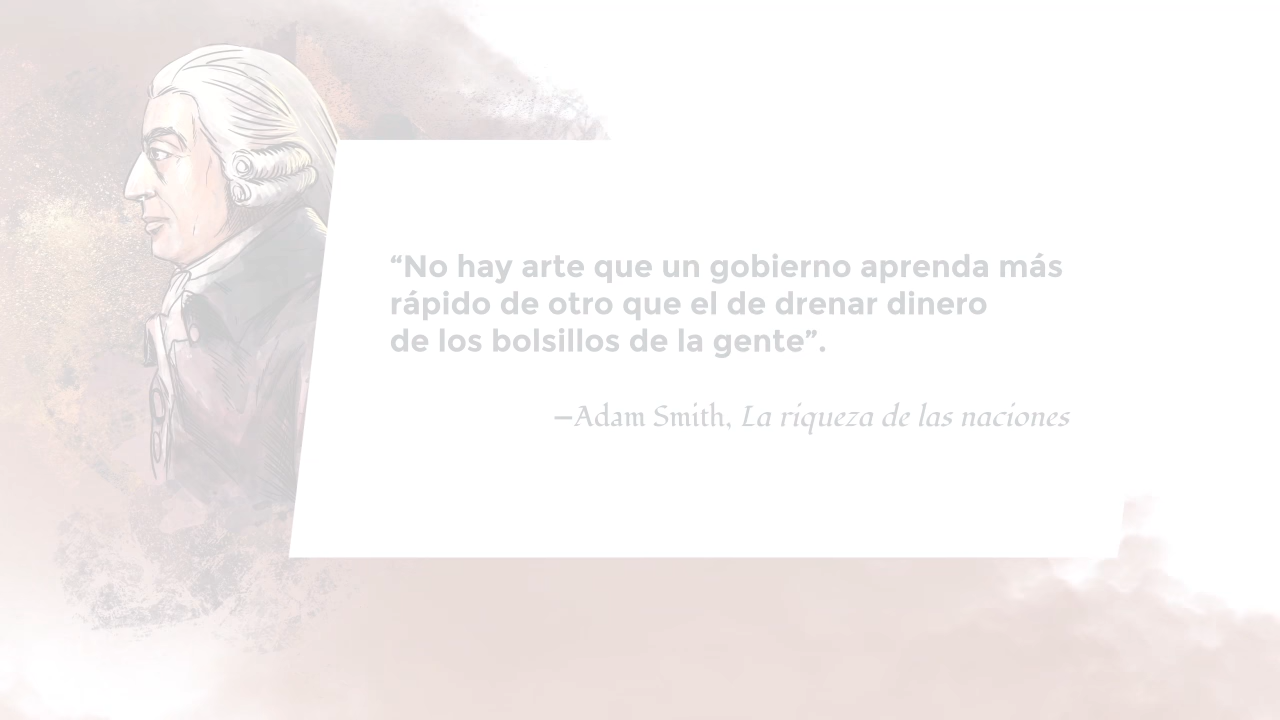 “No hay arte que un gobierno aprenda más
rápido de otro que el de drenar dinero
de los bolsillos de la gente”.
—Adam Smith, La riqueza de las naciones